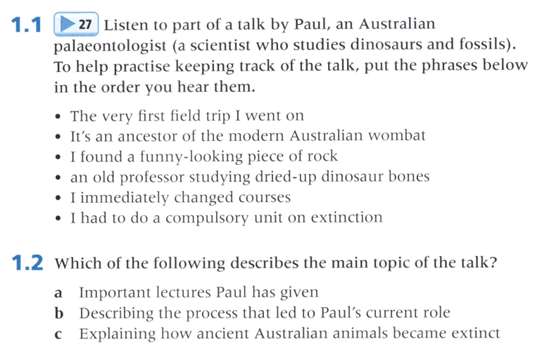 1.1 ▶ 27 Listen to part of a talk by Paul, an Australian
palaeontologist (a scientist who studies dinosaurs and fossils).
To help practise keeping track of the talk, put the phrases below
in the order you hear them.
• The very first field trip I went on
• It's an ancestor of the modern Australian wombat
• I found a funny-looking piece of rock
• an old professor studying dried-up dinosaur bones
• I immediately changed courses
• I had to do a compulsory unit on extinction
1.2 Which of the following describes the main topic of the talk?
a Important lectures Paul has given
b Describing the process that led to Paul's current role
c Explaining how ancient Australian animals became extinct